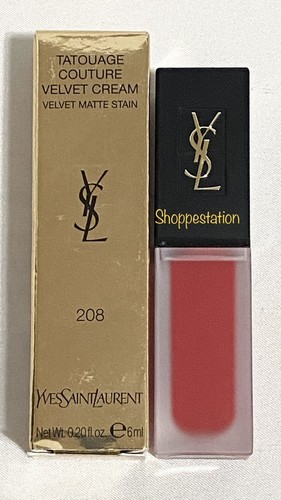 TATOUAGE
COUTURE
VELVET CREAM
VELVET MATTE STAIN
YSL
208
YVESSAINTLAURENT
Net Wt. 0.20 fl. oz. ℮ 6ml
YSL
Shoppestation